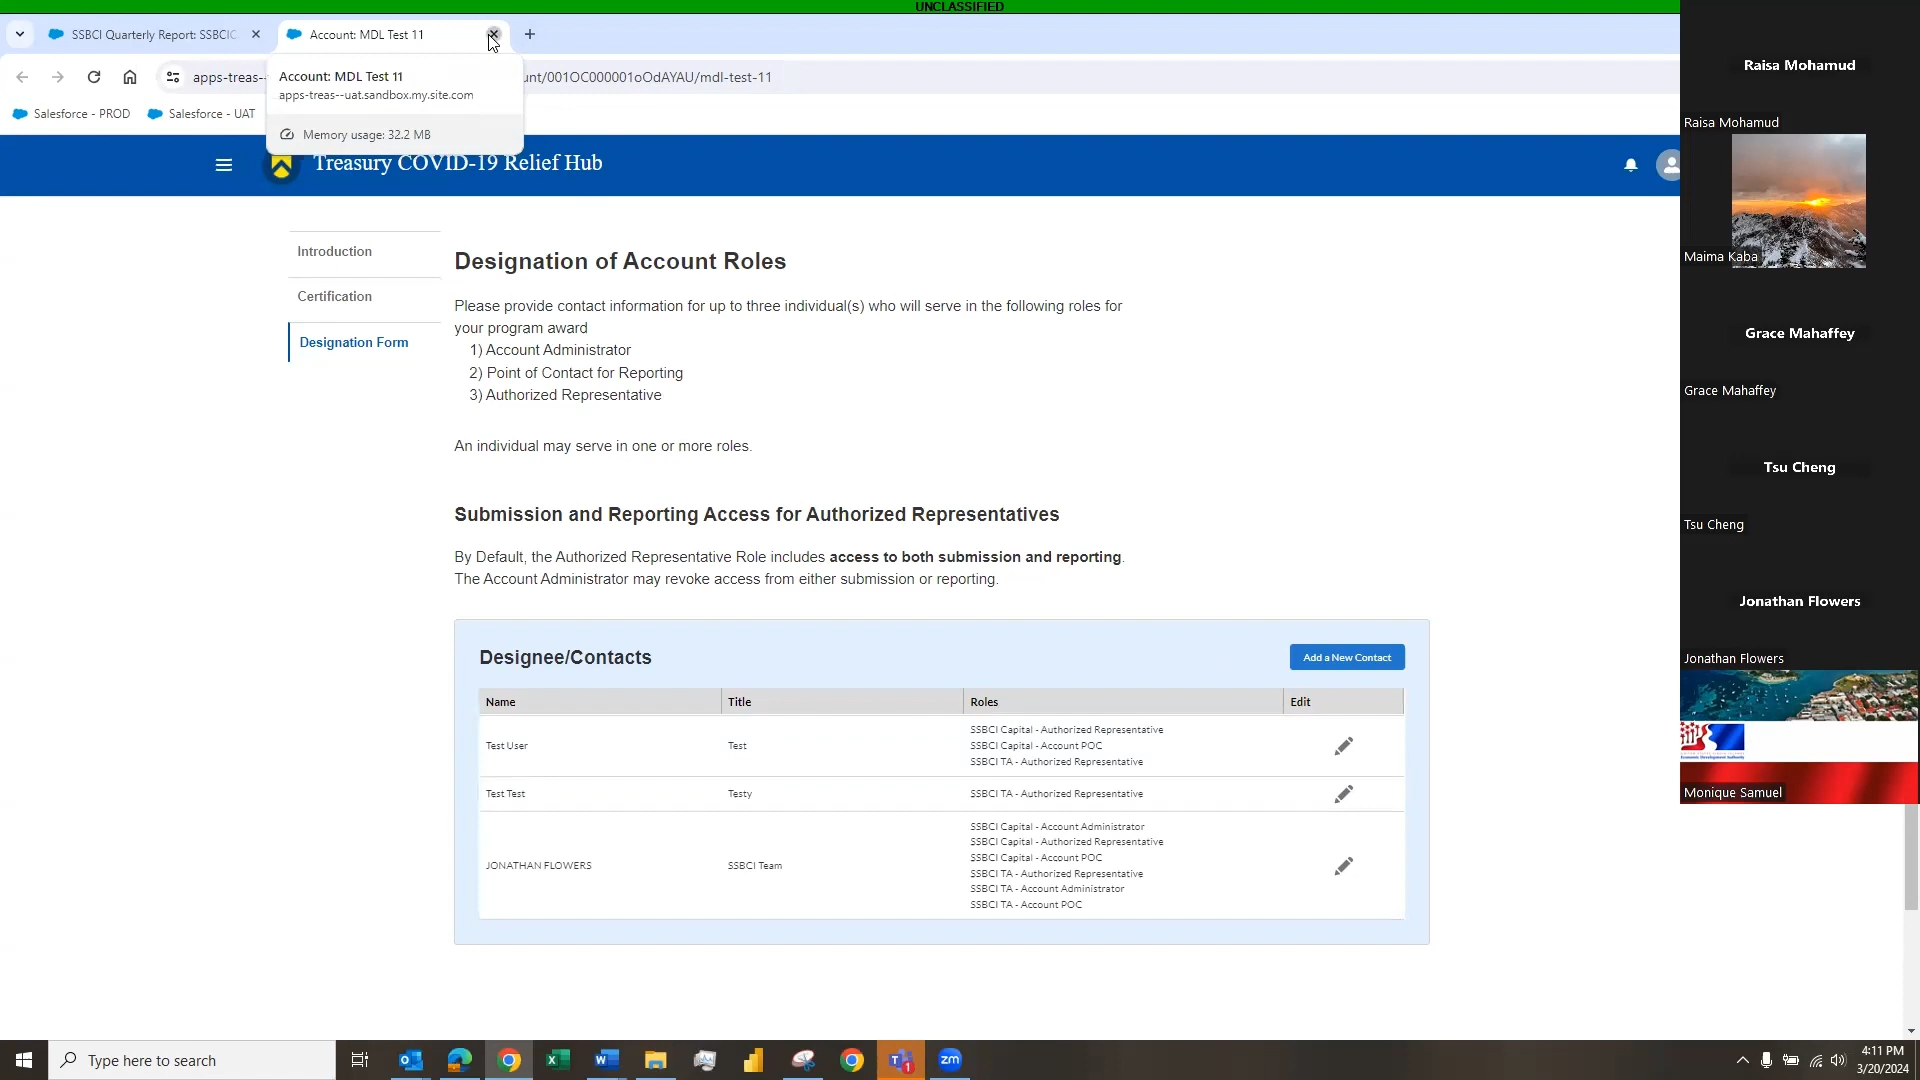 UNCLASSIFIED
SSBCI Quarterly Report: SSBCIC
Account: MDL Test 11
apps-treas-
unt/001OC000001oOdAYAU/mdl-test-11
Account: MDL Test 11
apps-treas--uat.sandbox.my.site.com
Memory usage: 32.2 MB
Salesforce - PROD
Salesforce - UAT
Treasury COVID-19 Relief Hub
Introduction
Certification
Designation Form
Designation of Account Roles
Please provide contact information for up to three individual(s) who will serve in the following roles for
your program award
1) Account Administrator
2) Point of Contact for Reporting
3) Authorized Representative
An individual may serve in one or more roles.
Submission and Reporting Access for Authorized Representatives
By Default, the Authorized Representative Role includes access to both submission and reporting.
The Account Administrator may revoke access from either submission or reporting.
Designee/Contacts
Add a New Contact
Name Title Roles Edit
Test User
Test
SSBCI Capital - Authorized Representative
SSBCI Capital - Account POC
SSBCI TA - Authorized Representative
Test Test
Testy
SSBCI TA - Authorized Representative
JONATHAN FLOWERS
SSBCI Team
SSBCI Capital - Account Administrator
SSBCI Capital - Authorized Representative
SSBCI Capital - Account POC
SSBCI TA - Authorized Representative
SSBCI TA - Account Administrator
SSBCI TA - Account POC
Raisa Mohamud
Raisa Mohamud
Maima Kaba
Grace Mahaffey
Grace Mahaffey
Tsu Cheng
Tsu Cheng
Jonathan Flowers
Jonathan Flowers
Monique Samuel
Type here to search
zm
1
4:11 PM
3/20/2024